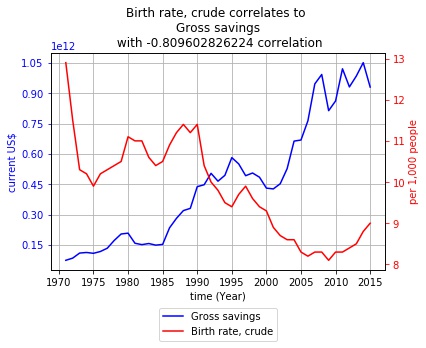 Birth rate, crude correlates to
Gross savings
with -0.809602826224 correlation
1e12
1.05
0.90
0.75
0.60
0.45
0.30
0.15
current US$
13
12
11
10
9
8
per 1,000 people
1970 1975 1980 1985 1990 1995 2000 2005 2010 2015
time (Year)
Gross savings
Birth rate, crude